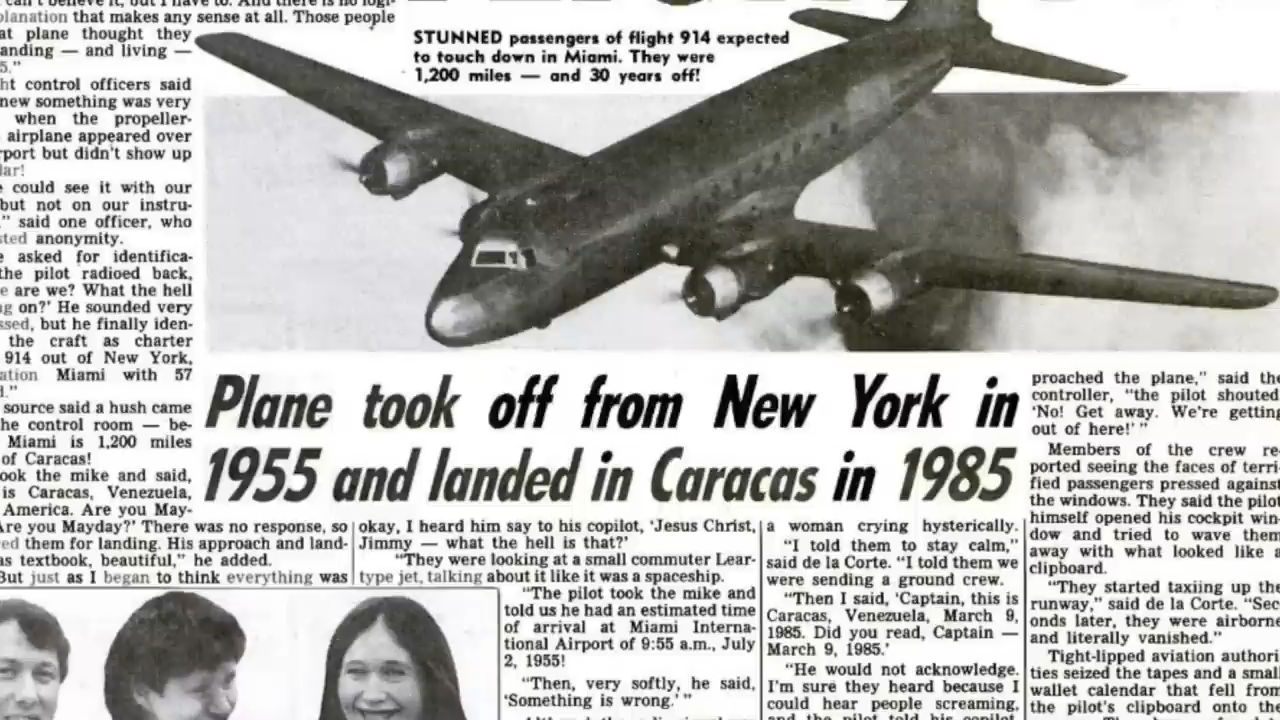 can't believe it, but I have to. And there is no logi-
planation that makes any sense at all. Those people
at plane thought they
anding — and living —
5."
ht control officers said
new something was very
when the propeller-
airplane appeared over
rport but didn't show up
lar!
e could see it with our
but not on our instru-
," said one officer, who
sted anonymity.
e asked for identifica-
the pilot radioed back,
e are we? What the hell
ng on?' He sounded very
ssed, but he finally iden-
the craft as charter
914 out of New York,
ation Miami with 57
d."
source said a hush came
he control room — be-
Miami is 1,200 miles
of Caracas!
ook the mike and said,
is Caracas, Venezuela,
America. Are you May-
Are you Mayday?' There was no response, so
ed them for landing. His approach and land-
as textbook, beautiful," he added.
But just as I began to think everything was
STUNNED passengers of flight 914 expected
to touch down in Miami. They were
1,200 miles — and 30 years off!
Plane took off from New York in
1955 and landed in Caracas in 1985
okay, I heard him say to his copilot, 'Jesus Christ,
Jimmy — what the hell is that?'
"They were looking at a small commuter Lear-
type jet, talking about it like it was a spaceship.
"The pilot took the mike and
told us he had an estimated time
of arrival at Miami Interna-
tional Airport of 9:55 a.m., July
2, 1955!
"Then, very softly, he said,
'Something is wrong.' "
a woman crying hysterically.
"I told them to stay calm,"
said de la Corte. "I told them we
were sending a ground crew.
"Then I said, 'Captain, this is
Caracas, Venezuela, March 9,
1985. Did you read, Captain —
March 9, 1985.'
"He would not acknowledge.
I'm sure they heard because I
could hear people screaming,
and the pilot told his copilot,
proached the plane," said the
controller, "the pilot shouted
'No! Get away. We're getting
out of here!' "
Members of the crew re-
ported seeing the faces of terri-
fied passengers pressed against
the windows. They said the pilot
himself opened his cockpit win-
dow and tried to wave them
away with what looked like a
clipboard.
"They started taxiing up the
runway," said de la Corte. "Sec-
onds later, they were airborne
and literally vanished."
Tight-lipped aviation authori-
ties seized the tapes and a small
wallet calendar that fell from
the pilot's clipboard onto the